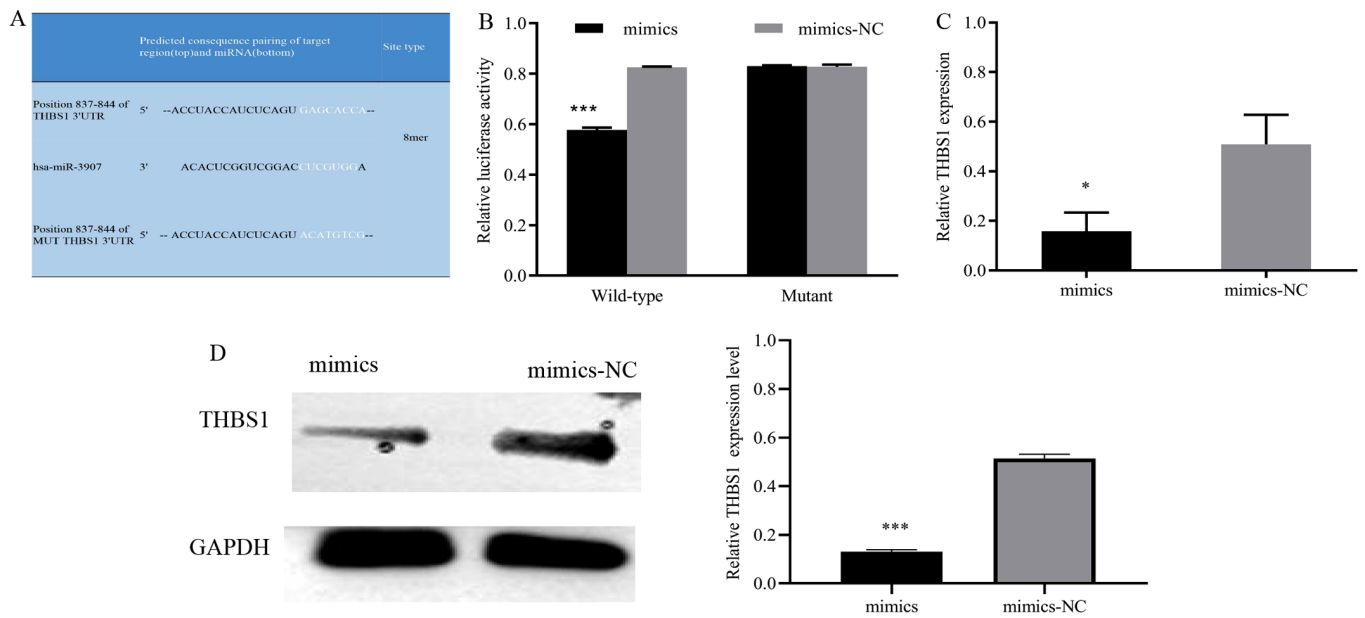 A
Predicted consequence pairing of target
region(top)and miRNA(bottom)
Site type
Position 837-844 of
THBS1 3'UTR
5'
--ACCUACCAUCUCAGU GAGCACCA--
8mer
hsa-miR-3907
3'
ACACUCGGUCGGACCUCGUGGA
Position 837-844 of
MUT THBS1 3'UTR
5'
-- ACCUACCAUCUCAGU ACATGTCG--
B
mimics
mimics-NC
Relative luciferase activity
1.0
0.8
0.6
0.4
0.2
0.0
***
Wild-type
Mutant
C
Relative THBS1 expression
1.0
0.8
0.6
0.4
0.2
0.0
*
mimics
mimics-NC
D
mimics
mimics-NC
THBS1
GAPDH
Relative THBS1 expression level
1.0
0.8
0.6
0.4
0.2
0.0
***
mimics
mimics-NC